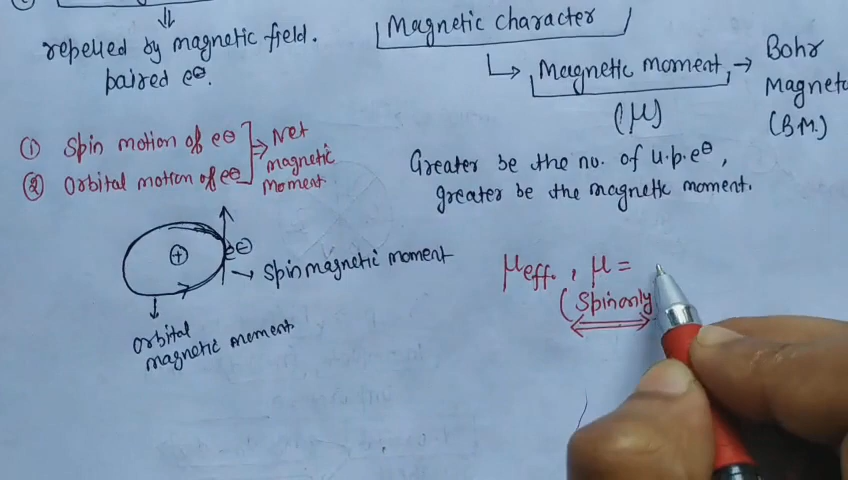 repelled by magnetic field.
paired e⊖.
Magnetic character
Magnetic moment → Bohr
Magneto
(B.M.)
(μ)
① Spin motion of e⊖
② Orbital motion of e⊖
→ Net
magnetic
moment
Greater be the no. of u.p.e⊖,
greater be the magnetic moment.
⊕
e⊖
→ Spin magnetic moment
Orbital
magnetic moment
μeff. , μ =
(Spin only